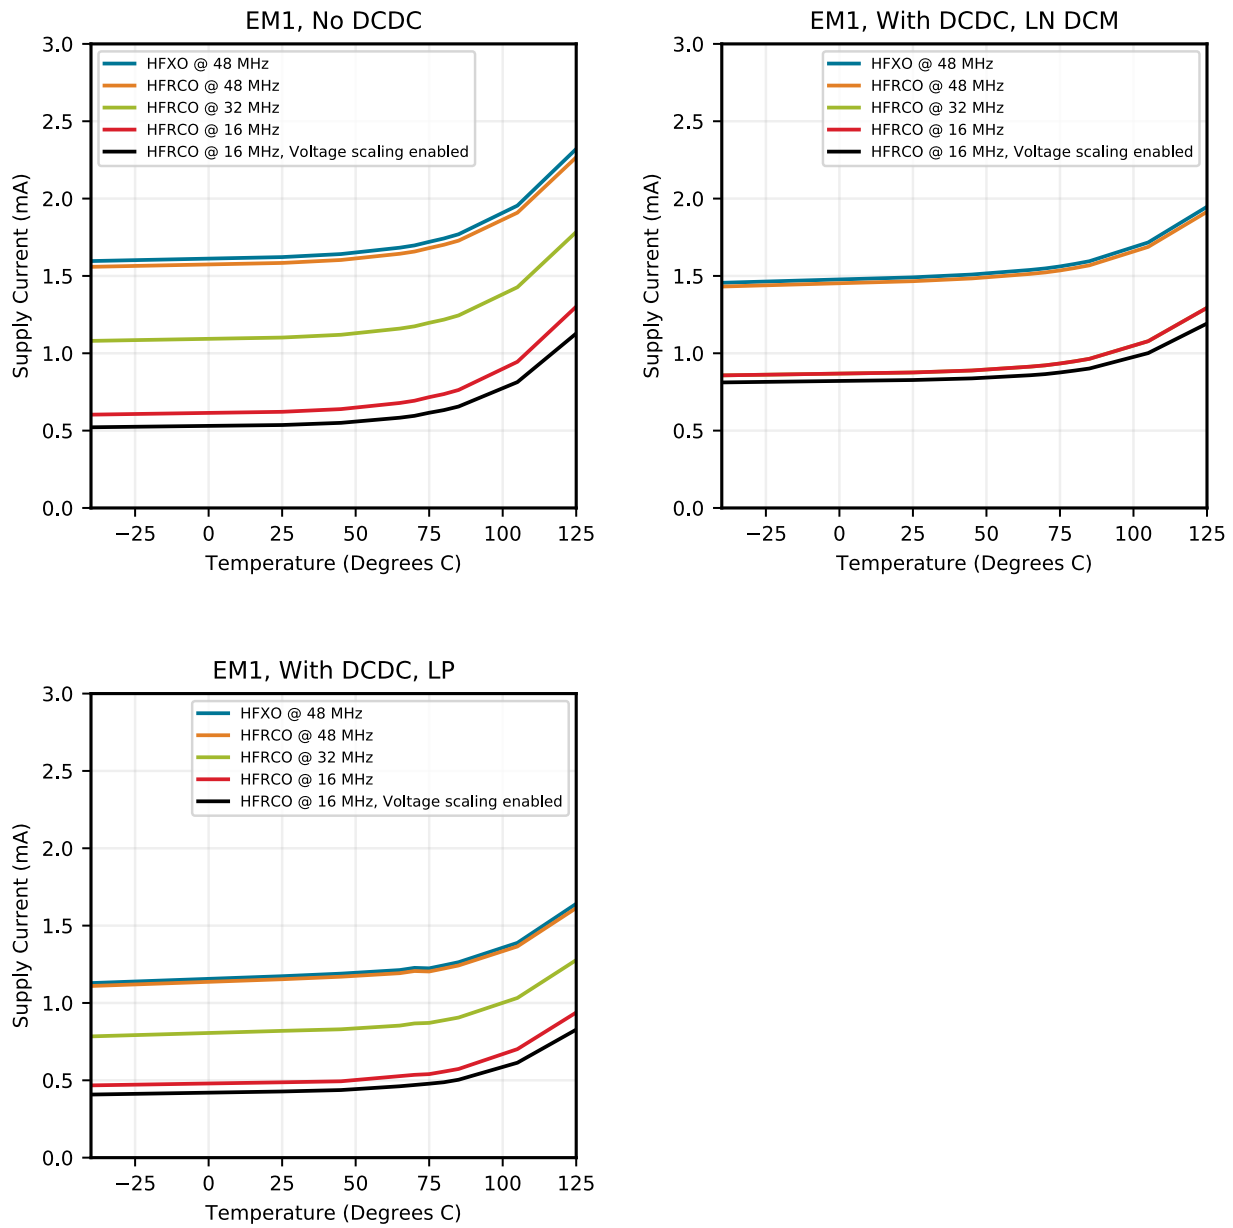 EM1, No DCDC
3.0
2.5
2.0
1.5
1.0
0.5
0.0
Supply Current (mA)
HFXO @ 48 MHz
HFRCO @ 48 MHz
HFRCO @ 32 MHz
HFRCO @ 16 MHz
HFRCO @ 16 MHz, Voltage scaling enabled
−25 0 25 50 75 100 125
Temperature (Degrees C)
EM1, With DCDC, LN DCM
3.0
2.5
2.0
1.5
1.0
0.5
0.0
Supply Current (mA)
HFXO @ 48 MHz
HFRCO @ 48 MHz
HFRCO @ 32 MHz
HFRCO @ 16 MHz
HFRCO @ 16 MHz, Voltage scaling enabled
−25 0 25 50 75 100 125
Temperature (Degrees C)
EM1, With DCDC, LP
3.0
2.5
2.0
1.5
1.0
0.5
0.0
Supply Current (mA)
HFXO @ 48 MHz
HFRCO @ 48 MHz
HFRCO @ 32 MHz
HFRCO @ 16 MHz
HFRCO @ 16 MHz, Voltage scaling enabled
−25 0 25 50 75 100 125
Temperature (Degrees C)